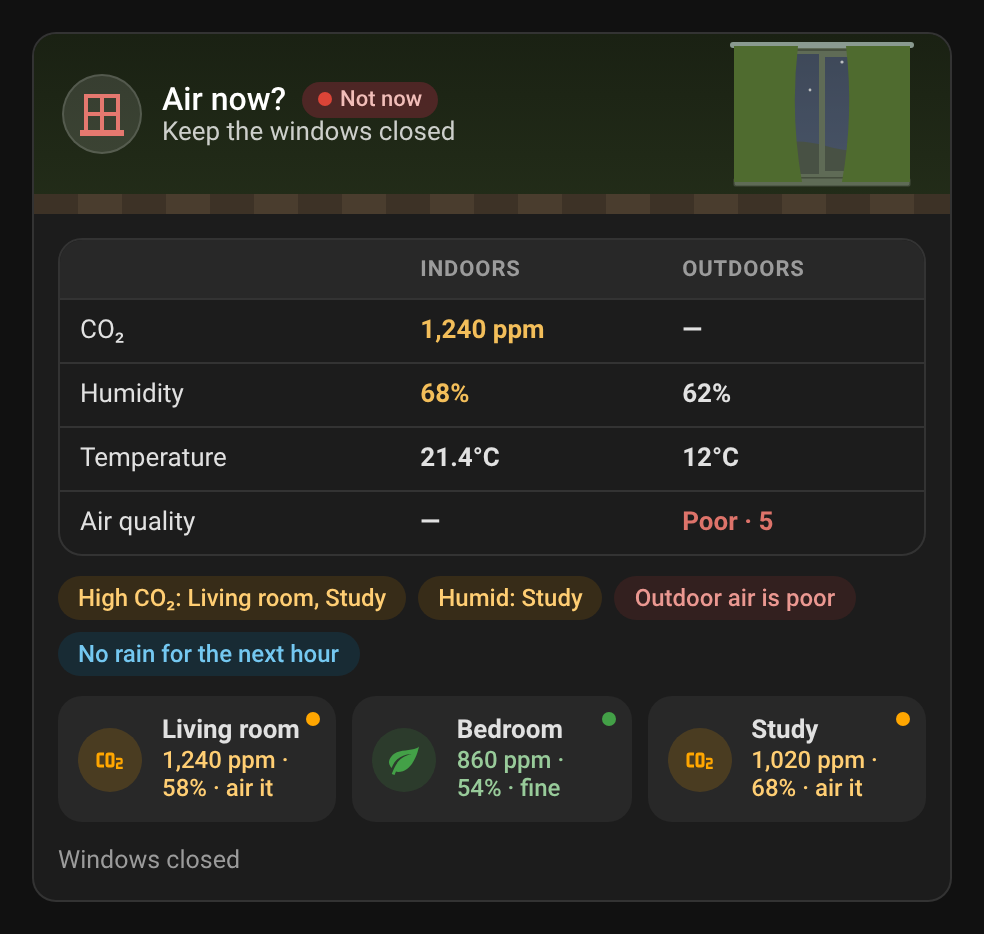 Air now? Not now
Keep the windows closed
INDOORS OUTDOORS
CO₂ 1,240 ppm –
Humidity 68% 62%
Temperature 21.4°C 12°C
Air quality – Poor · 5
High CO₂: Living room, Study
Humid: Study
Outdoor air is poor
No rain for the next hour
CO₂
Living room
1,240 ppm ·
58% · air it
Bedroom
860 ppm ·
54% · fine
CO₂
Study
1,020 ppm ·
68% · air it
Windows closed